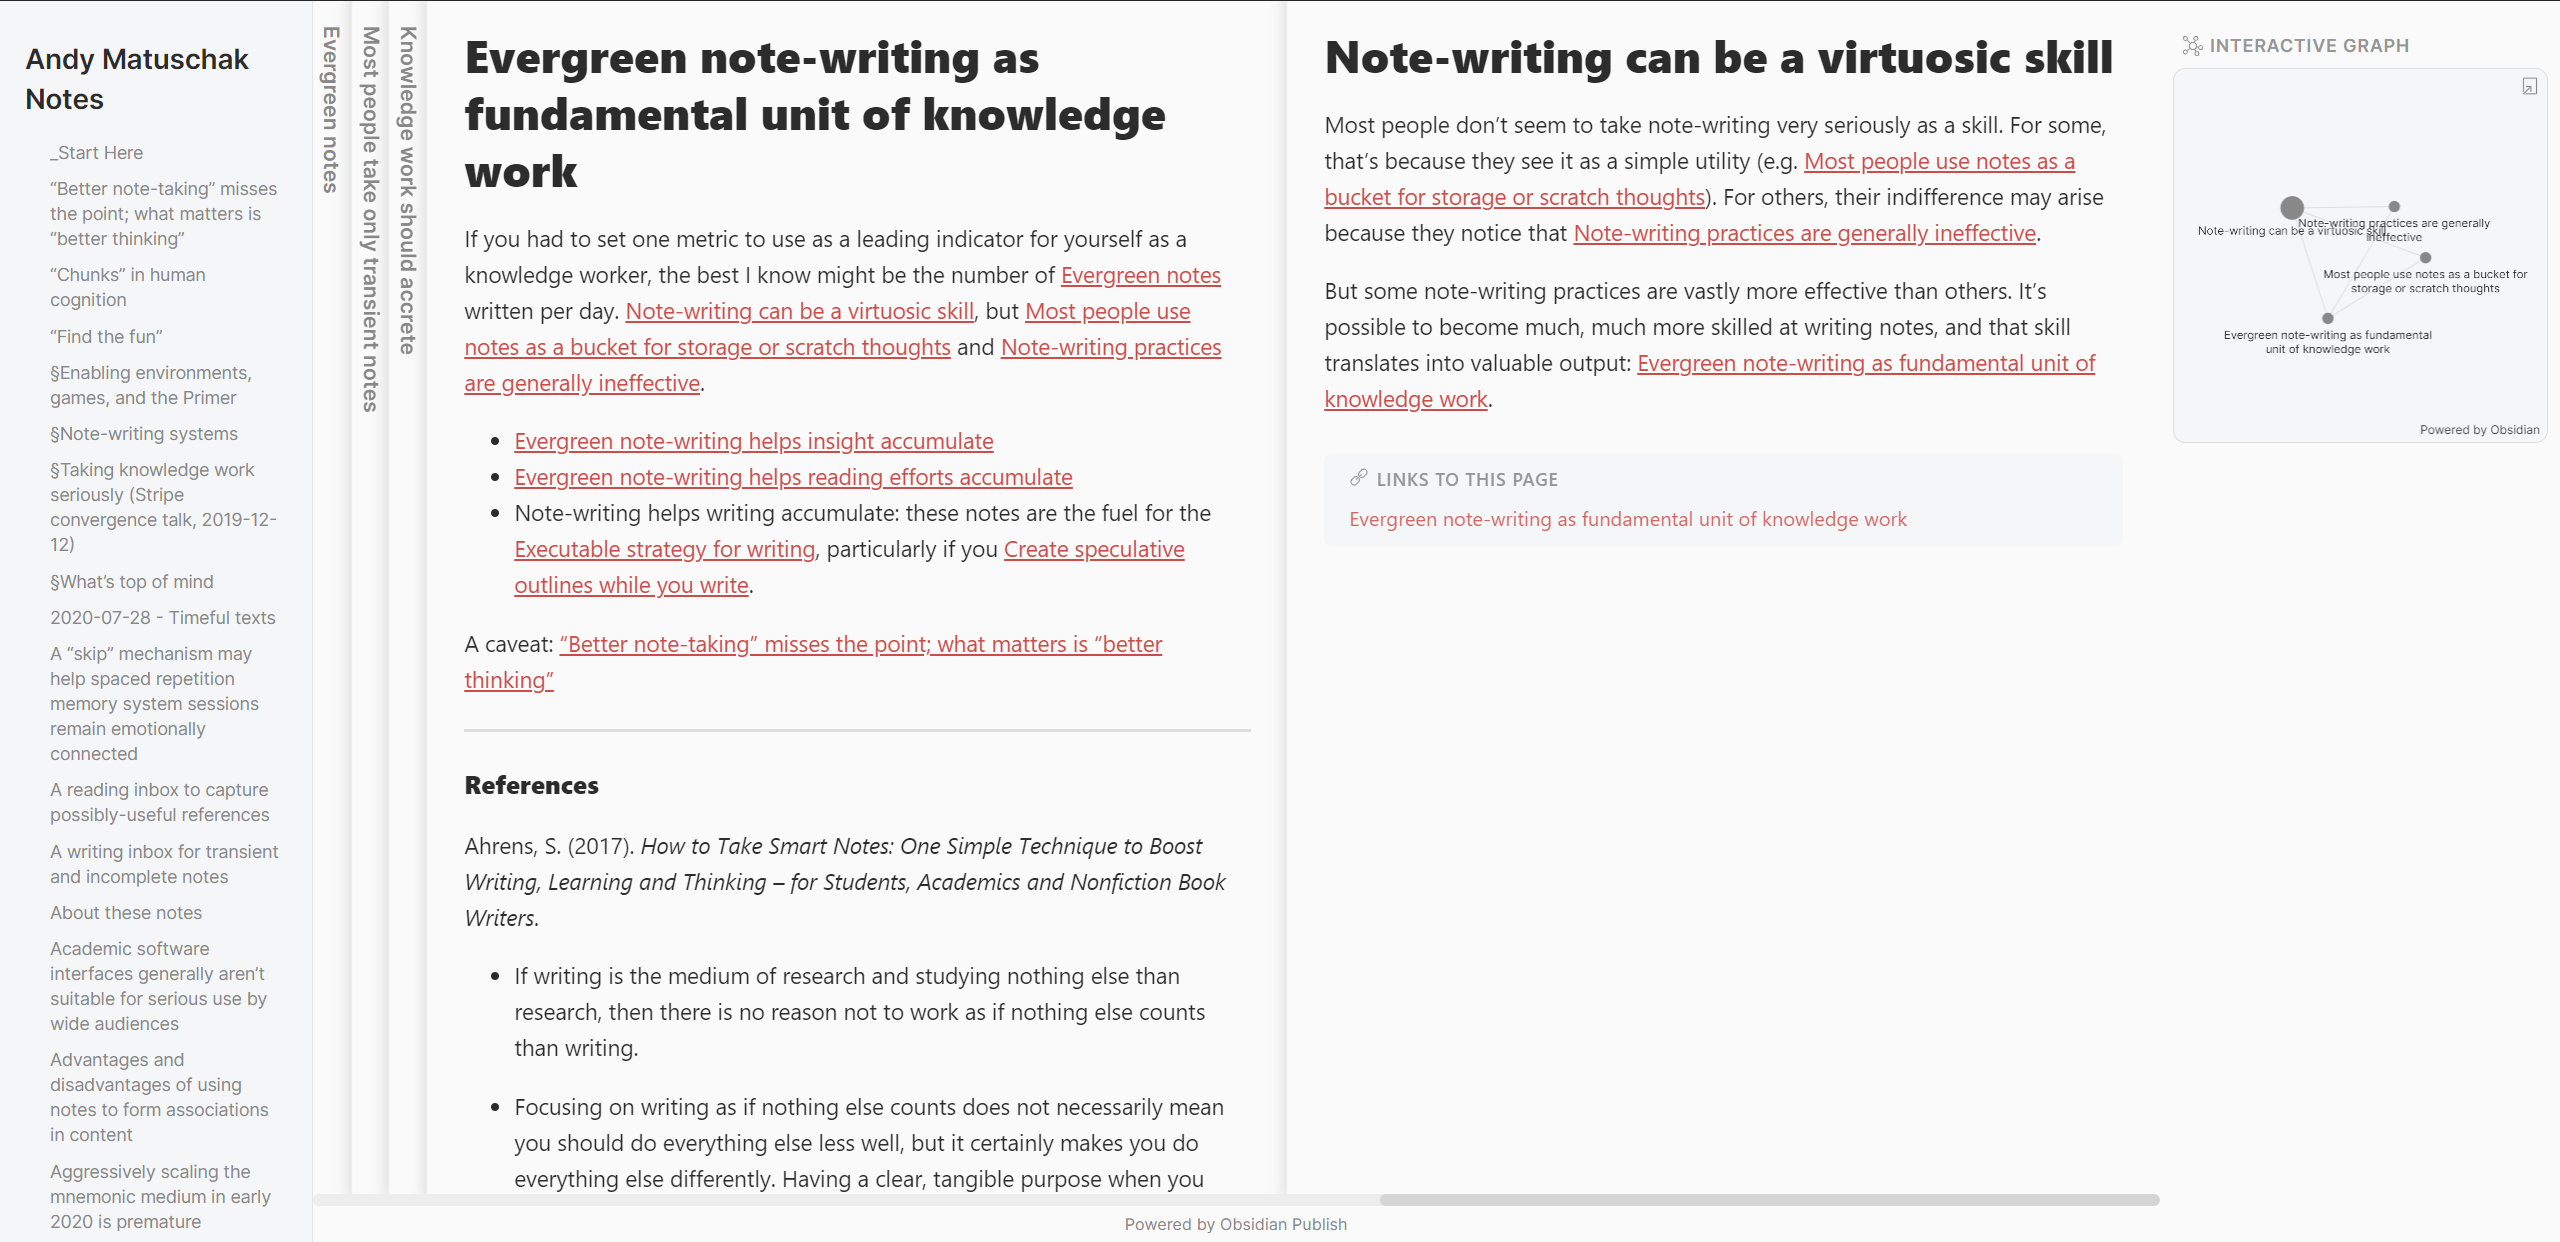 Andy Matuschak
Notes
_Start Here
“Better note-taking” misses
the point; what matters is
“better thinking”
“Chunks” in human
cognition
“Find the fun”
§Enabling environments,
games, and the Primer
§Note-writing systems
§Taking knowledge work
seriously (Stripe
convergence talk, 2019-12-
12)
§What’s top of mind
2020-07-28 - Timeful texts
A “skip” mechanism may
help spaced repetition
memory system sessions
remain emotionally
connected
A reading inbox to capture
possibly-useful references
A writing inbox for transient
and incomplete notes
About these notes
Academic software
interfaces generally aren’t
suitable for serious use by
wide audiences
Advantages and
disadvantages of using
notes to form associations
in content
Aggressively scaling the
mnemonic medium in early
2020 is premature
Evergreen notes
Most people take only transient notes
Knowledge work should accrete
Evergreen note-writing as
fundamental unit of knowledge
work
If you had to set one metric to use as a leading indicator for yourself as a
knowledge worker, the best I know might be the number of Evergreen notes
written per day. Note-writing can be a virtuosic skill, but Most people use
notes as a bucket for storage or scratch thoughts and Note-writing practices
are generally ineffective.
• Evergreen note-writing helps insight accumulate
• Evergreen note-writing helps reading efforts accumulate
• Note-writing helps writing accumulate: these notes are the fuel for the
Executable strategy for writing, particularly if you Create speculative
outlines while you write.
A caveat: “Better note-taking” misses the point; what matters is “better
thinking”
References
Ahrens, S. (2017). How to Take Smart Notes: One Simple Technique to Boost
Writing, Learning and Thinking – for Students, Academics and Nonfiction Book
Writers.
• If writing is the medium of research and studying nothing else than
research, then there is no reason not to work as if nothing else counts
than writing.
• Focusing on writing as if nothing else counts does not necessarily mean
you should do everything else less well, but it certainly makes you do
everything else differently. Having a clear, tangible purpose when you
Note-writing can be a virtuosic skill
Most people don’t seem to take note-writing very seriously as a skill. For some,
that’s because they see it as a simple utility (e.g. Most people use notes as a
bucket for storage or scratch thoughts). For others, their indifference may arise
because they notice that Note-writing practices are generally ineffective.
But some note-writing practices are vastly more effective than others. It’s
possible to become much, much more skilled at writing notes, and that skill
translates into valuable output: Evergreen note-writing as fundamental unit of
knowledge work.
LINKS TO THIS PAGE
Evergreen note-writing as fundamental unit of knowledge work
INTERACTIVE GRAPH
Note-writing can be a virtuosic skill
Note-writing practices are generally
ineffective
Most people use notes as a bucket for
storage or scratch thoughts
Evergreen note-writing as fundamental
unit of knowledge work
Powered by Obsidian
Powered by Obsidian Publish